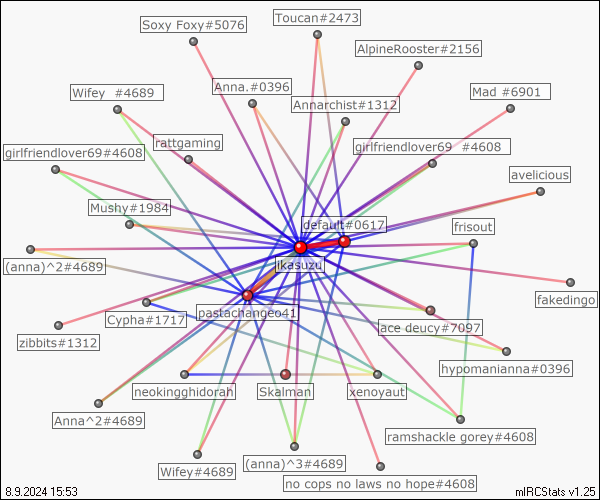 Toucan#2473
Soxy Foxy#5076
AlpineRooster#2156
Wifey  #4689
Anna.#0396
Mad #6901
Annarchist#1312
rattgaming
girlfriendlover69#4608
girlfriendlover69  #4608
avelicious
Mushy#1984
default#0617
frisout
(anna)^2#4689
ikasuzu
fakedingo
Cypha#1717
pastachangeo41
ace deucy#7097
zibbits#1312
hypomanianna#0396
neokingghidorah
Skalman
xenoyaut
Anna^2#4689
ramshackle gorey#4608
Wifey#4689
(anna)^3#4689
no cops no laws no hope#4608
8.9.2024 15:53
mIRCStats v1.25